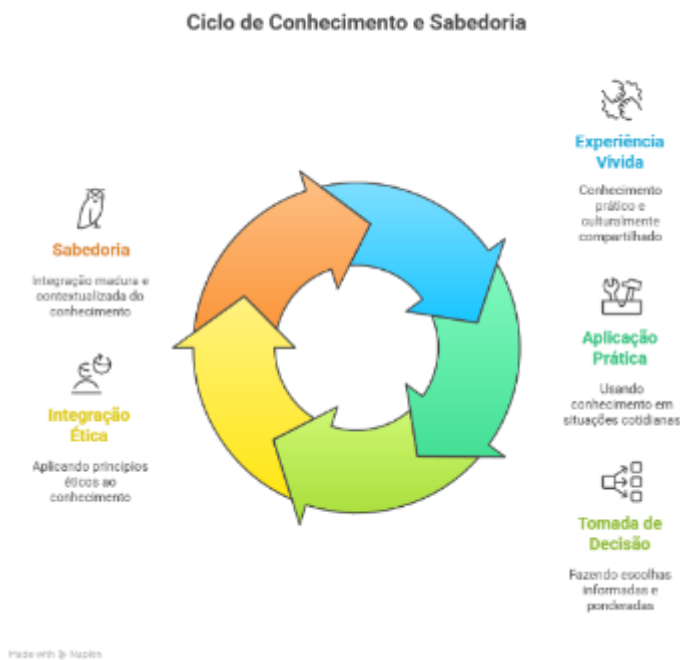 Ciclo de Conhecimento e Sabedoria
Experiência
Vivida
Conhecimento
prático e
culturalmente
compartilhado
Aplicação
Prática
Usando
conhecimento em
situações cotidianas
Tomada de
Decisão
Fazendo escolhas
informadas e
ponderadas
Integração
Ética
Aplicando princípios
éticos ao
conhecimento
Sabedoria
Integração madura e
contextualizada do
conhecimento
Made with Napkin